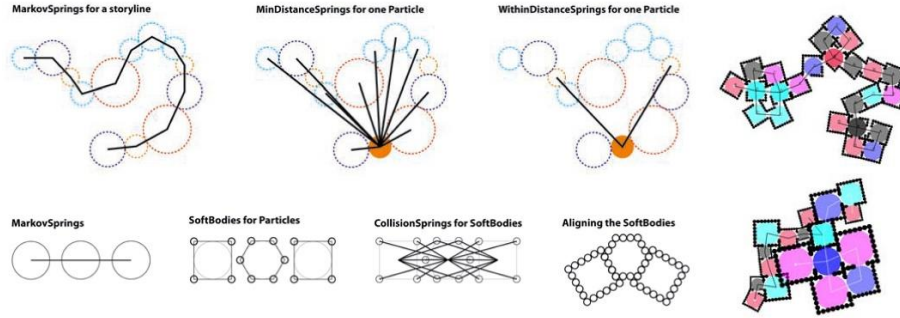 MarkovSprings for a storyline
MinDistanceSprings for one Particle
WithinDistanceSprings for one Particle
MarkovSprings
SoftBodies for Particles
CollisionSprings for SoftBodies
Aligning the SoftBodies